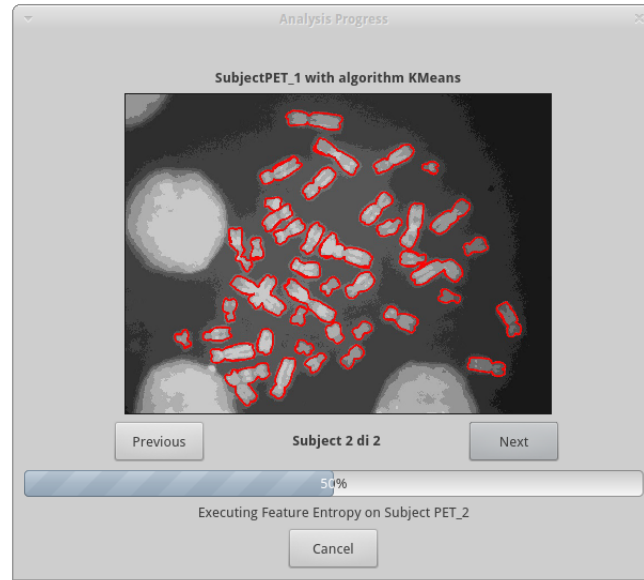 Analysis Progress
SubjectPET_1 with algorithm KMeans
Previous
Subject 2 di 2
Next
50%
Executing Feature Entropy on Subject PET_2
Cancel